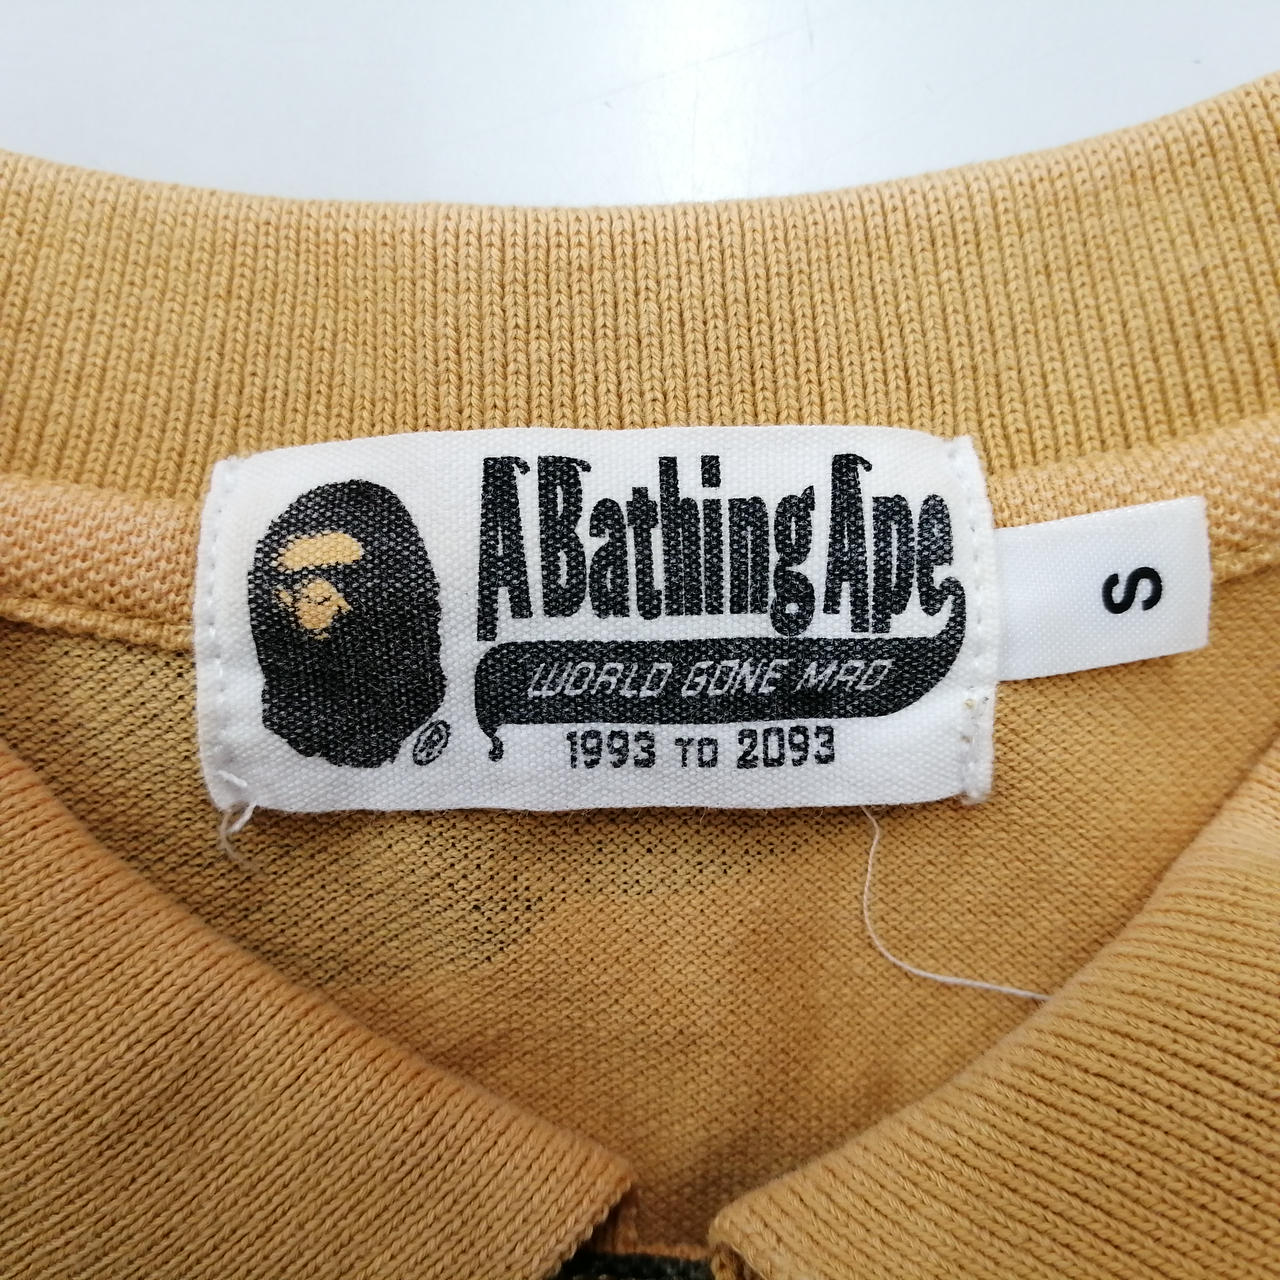 A Bathing Ape
WORLD GONE MAD
1993 TO 2093
®
S